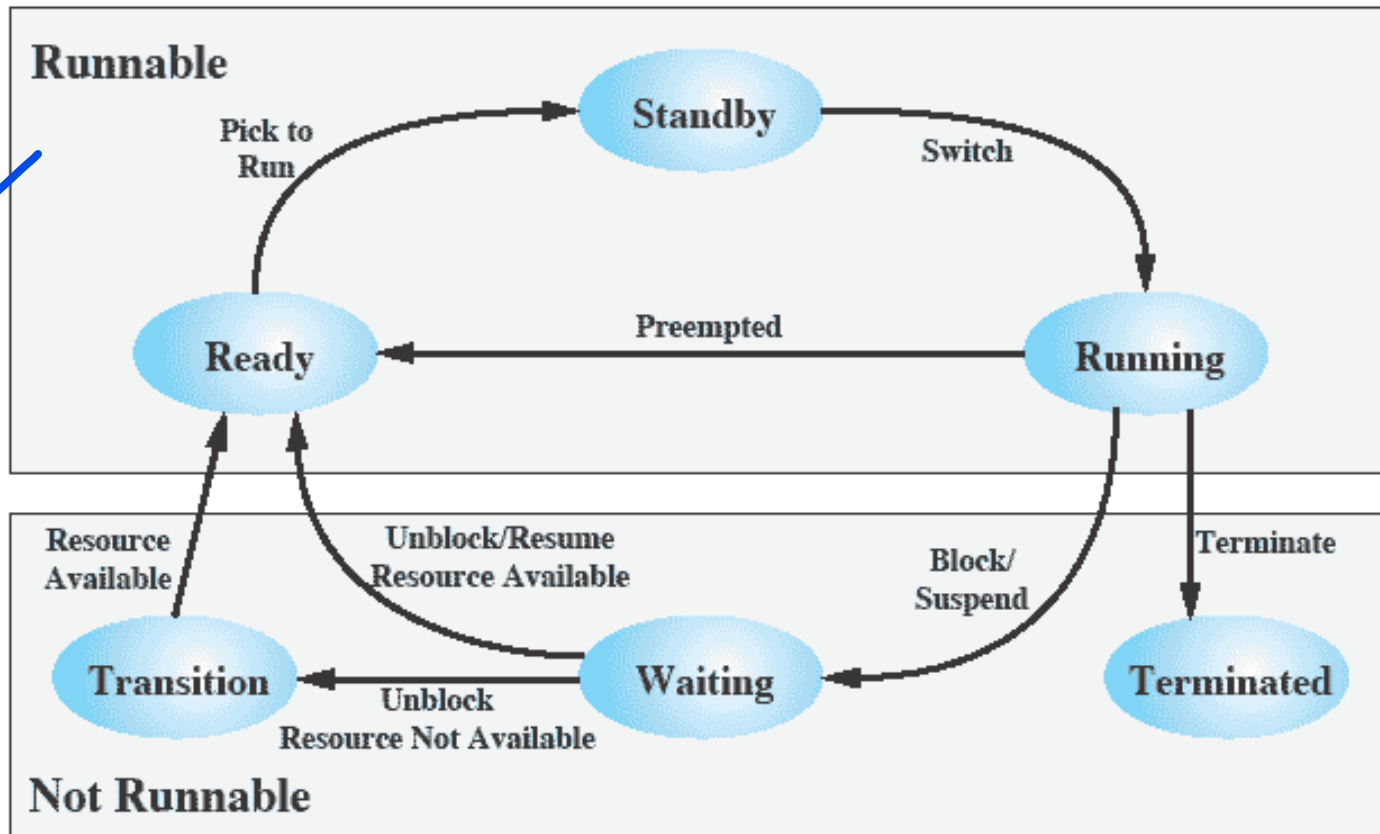 Runnable
Standby
Pick to
Run
Switch
Preempted
Ready
Running
Resource
Available
Unblock/Resume
Resource Available
Block/
Suspend
Terminate
Transition
Waiting
Terminated
Unblock
Resource Not Available
Not Runnable